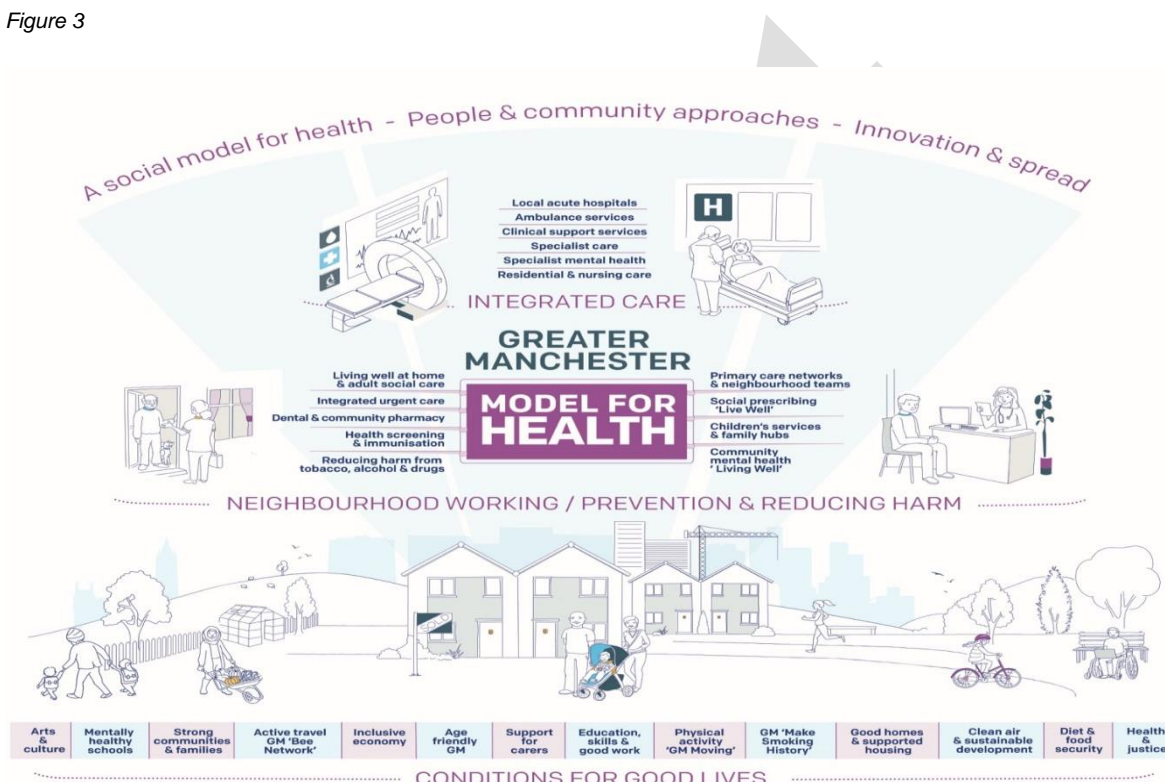 Figure 3
A social model for health - People & community approaches - Innovation & spread
Local acute hospitals
Ambulance services
Clinical support services
Specialist care
Specialist mental health
Residential & nursing care
H
INTEGRATED CARE
GREATER
MANCHESTER
MODEL FOR
HEALTH
Living well at home
& adult social care
Integrated urgent care
Dental & community pharmacy
Health screening
& immunisation
Reducing harm from
tobacco, alcohol & drugs
Primary care networks
& neighbourhood teams
Social prescribing
'Live Well'
Children's services
& family hubs
Community
mental health
' Living Well'
NEIGHBOURHOOD WORKING / PREVENTION & REDUCING HARM
Arts
&
culture
Mentally
healthy
schools
Strong
communities
& families
Active travel
GM 'Bee
Network'
Inclusive
economy
Age
friendly
GM
Support
for
carers
Education,
skills &
good work
Physical
activity
'GM Moving'
GM 'Make
Smoking
History'
Good homes
& supported
housing
Clean air
& sustainable
development
Diet &
food
security
Health
&
justice
CONDITIONS FOR GOOD LIVES